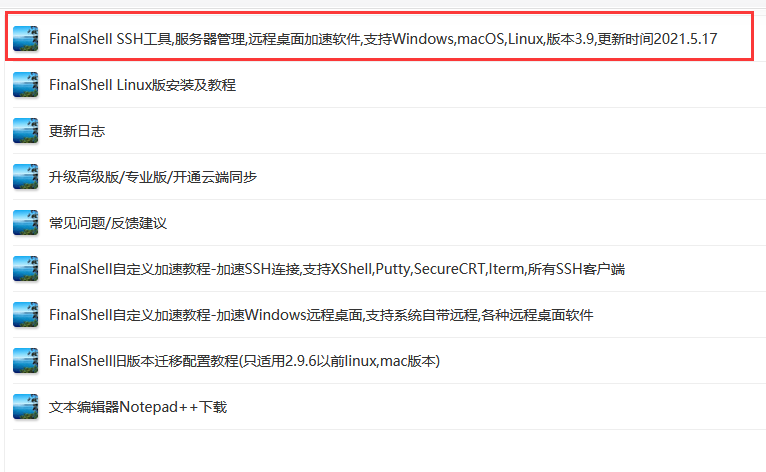 FinalShell SSH工具,服务器管理,远程桌面加速软件,支持Windows,macOS,Linux,版本3.9,更新时间2021.5.17
FinalShell Linux版安装及教程
更新日志
升级高级版/专业版/开通云端同步
常见问题/反馈建议
FinalShell自定义加速教程-加速SSH连接,支持XShell,Putty,SecureCRT,Iterm,所有SSH客户端
FinalShell自定义加速教程-加速Windows远程桌面,支持系统自带远程,各种远程桌面软件
FinalShell旧版本迁移配置教程(只适用2.9.6以前linux,mac版本)
文本编辑器Notepad++下载